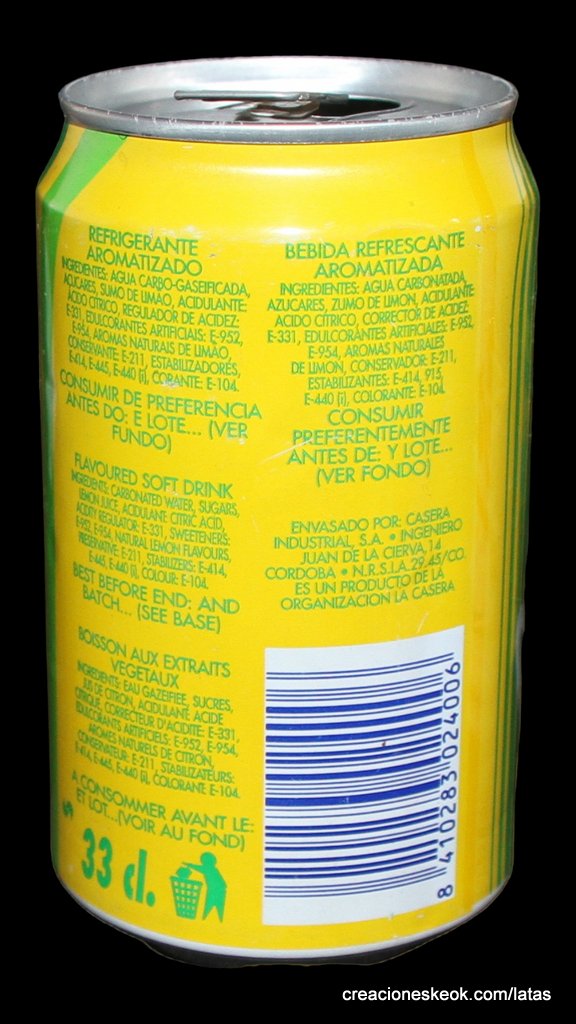 REFRIGERANTE
AROMATIZADO
INGREDIENTES: AGUA CARBO-GASEIFICADA,
AÇUCARES, SUMO DE LIMAO, ACIDULANTE:
ACIDO CÍTRICO, REGULADOR DE ACIDEZ:
E-331, EDULCORANTES ARTIFICIAIS: E-952,
E-954, AROMAS NATURAIS DE LIMAO,
CONSERVANTE: E-211, ESTABILIZADORES:
E-414, E-445, E-440 (i), CORANTE: E-104.
CONSUMIR DE PREFERENCIA
ANTES DO: E LOTE... (VER
FUNDO)
FLAVOURED SOFT DRINK
INGREDIENTS: CARBONATED WATER, SUGARS,
LEMON JUICE, ACIDULANTE: CITRIC ACID,
ACIDITY REGULATOR: E-331, SWEETENERS:
E-952, E-954, NATURAL LEMON FLAVOURS,
PRESERVATIVE: E-211, STABILIZERS: E-414,
E-445, E-440 (i), COLOUR: E-104.
BEST BEFORE END: AND
BATCH... (SEE BASE)
BOISSON AUX EXTRAITS
VEGETAUX
INGREDIENTS: EAU GAZEIFIEE, SUCRES,
JUS DE CITRON, ACIDULANTE: ACIDE
CITRIQUE, CORRECTEUR D'ACIDITE: E-331,
EDULCORANTS ARTIFICIELS: E-952, E-954,
AROMES NATURELS DE CITRON,
CONSERVATEUR: E-211, STABILIZATEURS:
E-414, E-445, E-440 (i), COLORANTE: E-104.
A CONSOMMER AVANT LE:
ET LOT...(VOIR AU FOND)
33 cl.
BEBIDA REFRESCANTE
AROMATIZADA
INGREDIENTES: AGUA CARBONATADA,
AZUCARES, ZUMO DE LIMON, ACIDULANTE:
ACIDO CÍTRICO, CORRECTOR DE ACIDEZ:
E-331, EDULCORANTES ARTIFICIALES: E-952,
E-954, AROMAS NATURALES
DE LIMON, CONSERVADOR: E-211,
ESTABILIZANTES: E-414, 915,
E-440 (i), COLORANTE: E-104.
CONSUMIR
PREFERENTEMENTE
ANTES DE: Y LOTE...
(VER FONDO)
ENVASADO POR: CASERA
INDUSTRIAL, S.A. • INGENIERO
JUAN DE LA CIERVA, 14
CORDOBA • N.R.S.I.A. 29.45/CO.
ES UN PRODUCTO DE LA
ORGANIZACION LA CASERA
8 410283 024006
creacioneskeok.com/latas